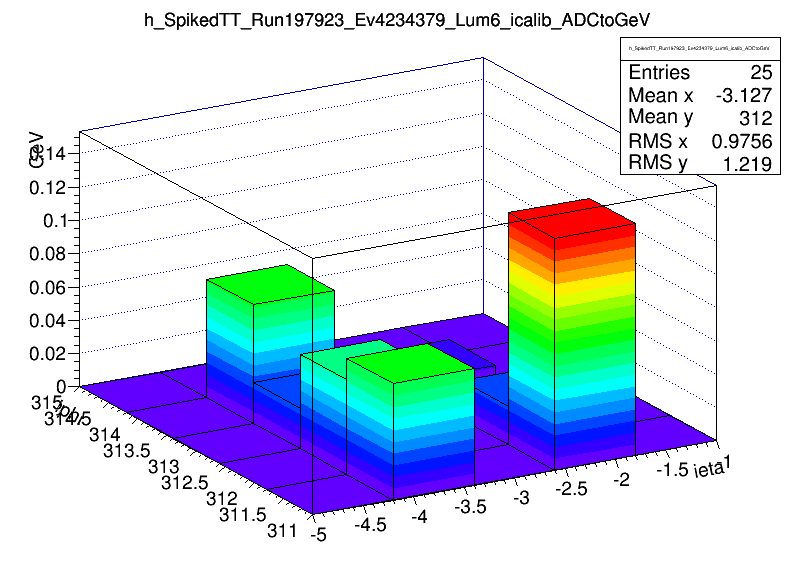 h_SpikedTT_Run197923_Ev4234379_Lum6_icalib_ADCtoGeV
h_SpikedTT_Run197923_Ev4234379_Lum6_icalib_ADCtoGeV
Entries 25
Mean x -3.127
Mean y 312
RMS x 0.9756
RMS y 1.219
GeV
0.14
0.12
0.1
0.08
0.06
0.04
0.02
0
315
314.5
314
313.5
313
312.5
312
311.5
311
-5
-4.5
-4
-3.5
-3
-2.5
-2
-1.5
ieta